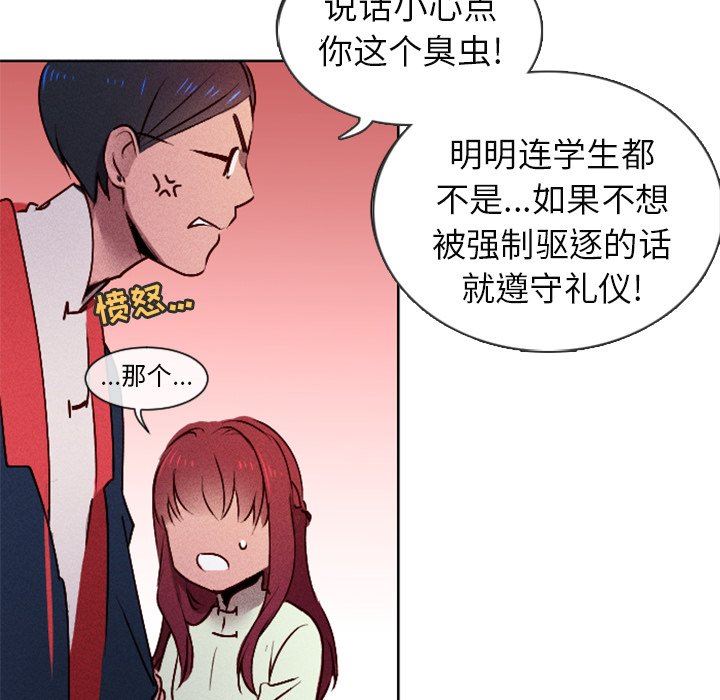 说话小心点
你这个臭虫!
明明连学生都
不是...如果不想
被强制驱逐的话
就遵守礼仪!
愤怒...
...那个...